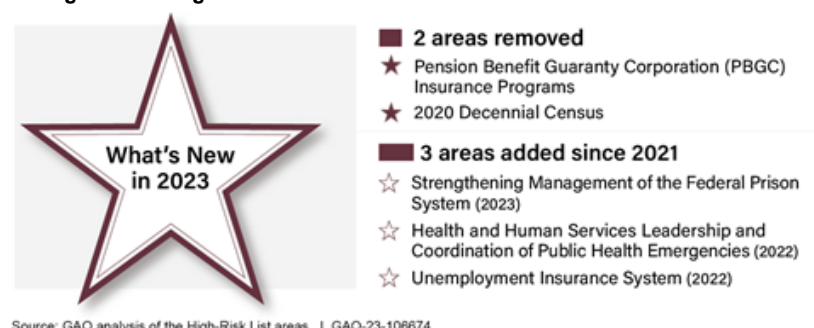 What's New
in 2023
2 areas removed
Pension Benefit Guaranty Corporation (PBGC)
Insurance Programs
2020 Decennial Census
3 areas added since 2021
Strengthening Management of the Federal Prison
System (2023)
Health and Human Services Leadership and
Coordination of Public Health Emergencies (2022)
Unemployment Insurance System (2022)
Source: GAO analysis of the High-Risk List areas. | GAO-23-106674